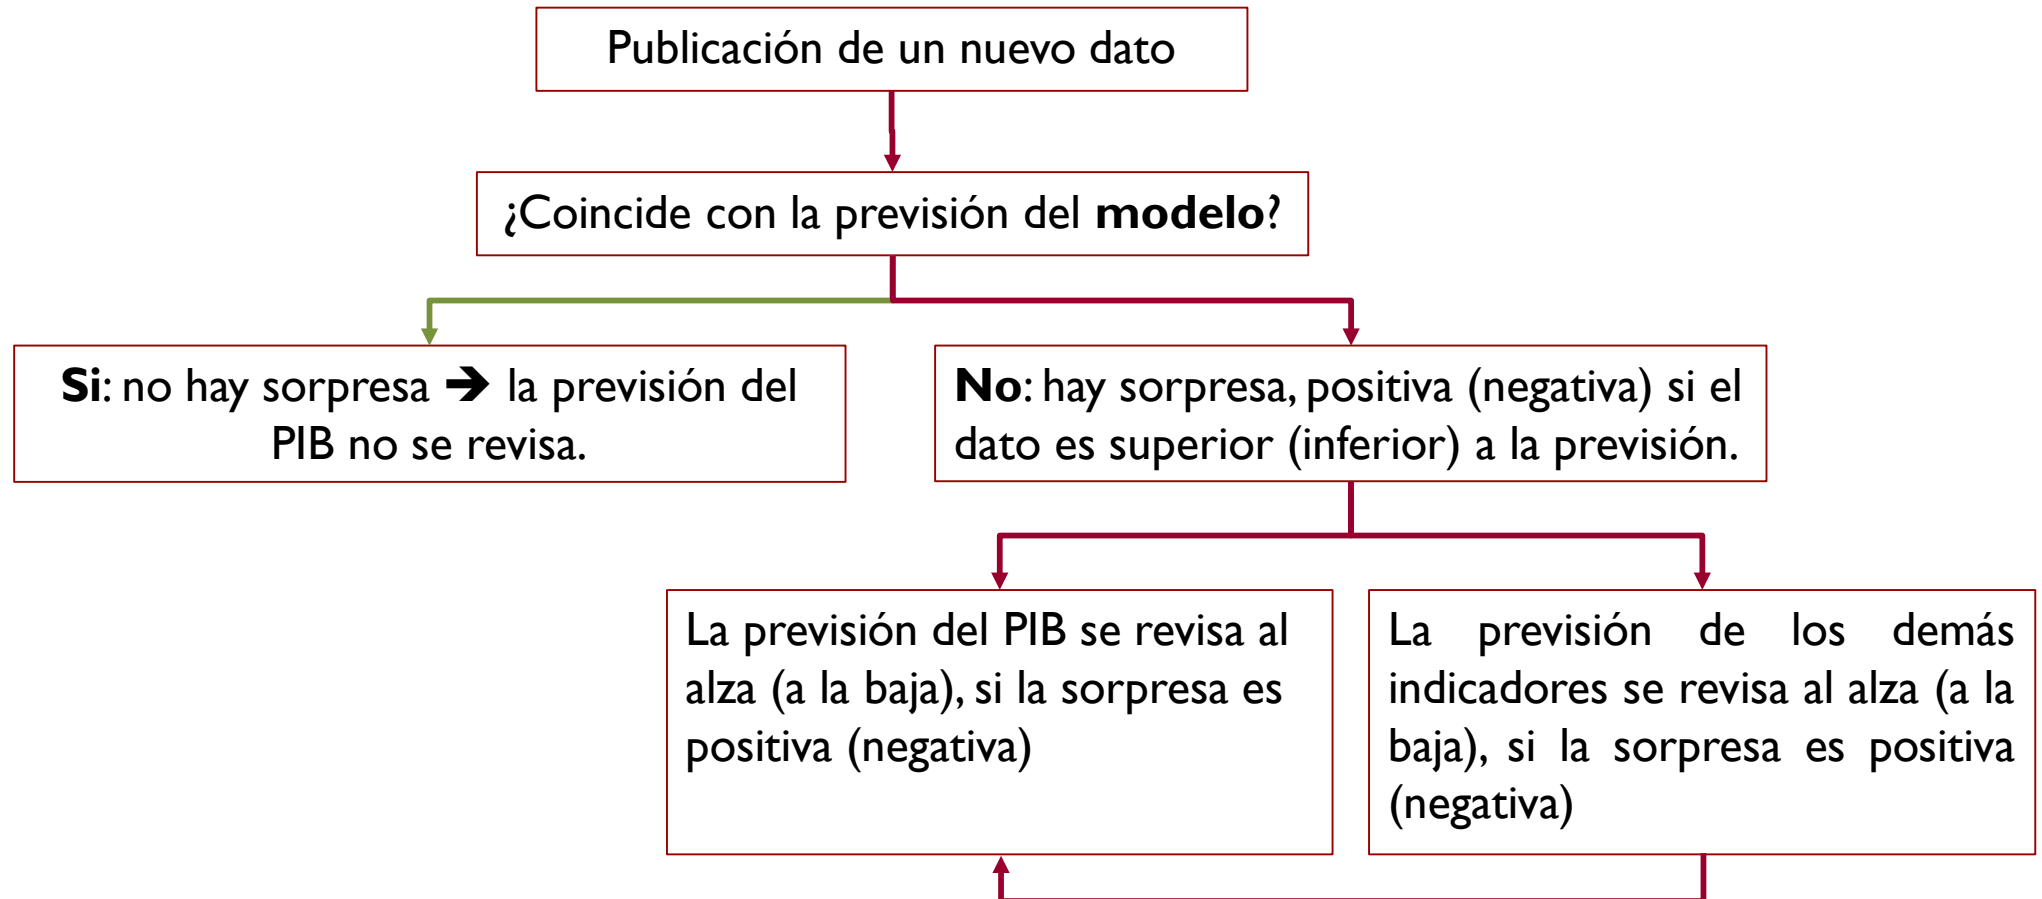 Publicación de un nuevo dato
¿Coincide con la previsión del modelo?
Si: no hay sorpresa ➔ la previsión del
PIB no se revisa.
No: hay sorpresa, positiva (negativa) si el
dato es superior (inferior) a la previsión.
La previsión del PIB se revisa al
alza (a la baja), si la sorpresa es
positiva (negativa)
La previsión de los demás
indicadores se revisa al alza (a la
baja), si la sorpresa es positiva
(negativa)